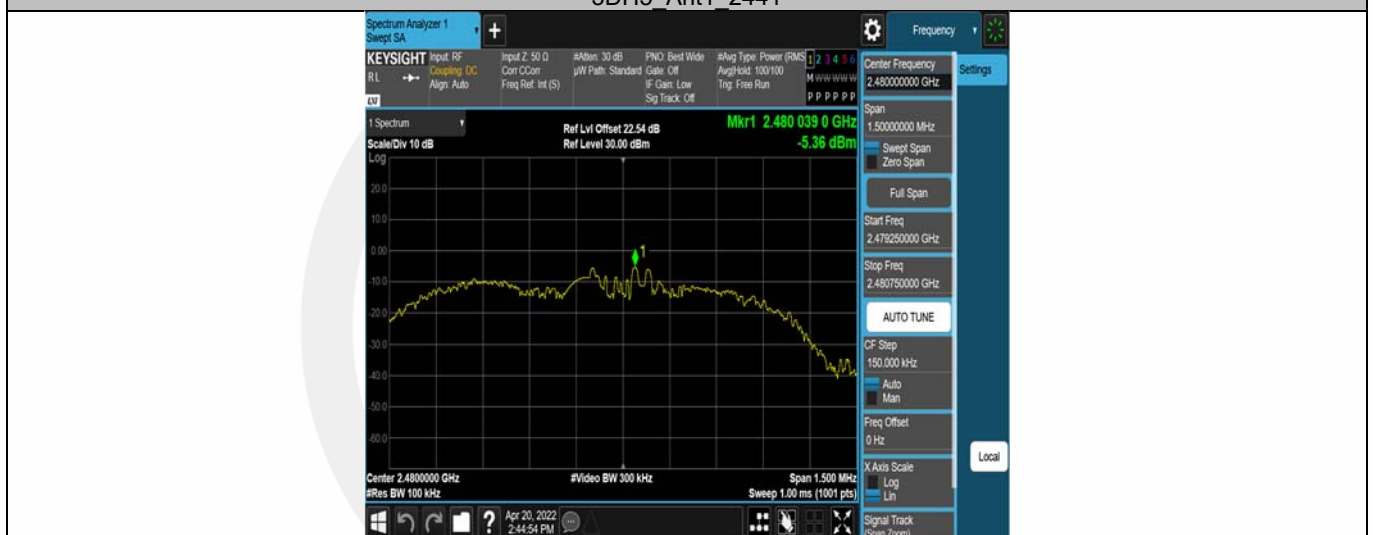 3DH5_Ant1_2441
Spectrum Analyzer 1
Swept SA
+
Frequency
KEYSIGHT
RL
LXI
Input: RF
Coupling: DC
Align: Auto
Input Z: 50 Ω
Corr CCorr
Freq Ref: Int (S)
#Atten: 30 dB
µW Path: Standard
PNO: Best Wide
Gate: Off
IF Gain: Low
Sig Track: Off
#Avg Type: Power (RMS
Avg|Hold: 100/100
Trig: Free Run
1 2 3 4 5 6
M W W W W W
P P P P P P
Center Frequency
2.480000000 GHz
Settings
1 Spectrum
Scale/Div 10 dB
Log
Ref Lvl Offset 22.54 dB
Ref Level 30.00 dBm
Mkr1 2.480 039 0 GHz
-5.36 dBm
Span
1.50000000 MHz
Swept Span
Zero Span
Full Span
Start Freq
2.479250000 GHz
Stop Freq
2.480750000 GHz
AUTO TUNE
CF Step
150.000 kHz
Auto
Man
Freq Offset
0 Hz
X Axis Scale
Log
Lin
Local
Signal Track
(Span Zoom)
20.0
10.0
0.00
-10.0
-20.0
-30.0
-40.0
-50.0
-60.0
1
Center 2.4800000 GHz
#Res BW 100 kHz
#Video BW 300 kHz
Span 1.500 MHz
Sweep 1.00 ms (1001 pts)
?
Apr 20, 2022
2:44:54 PM